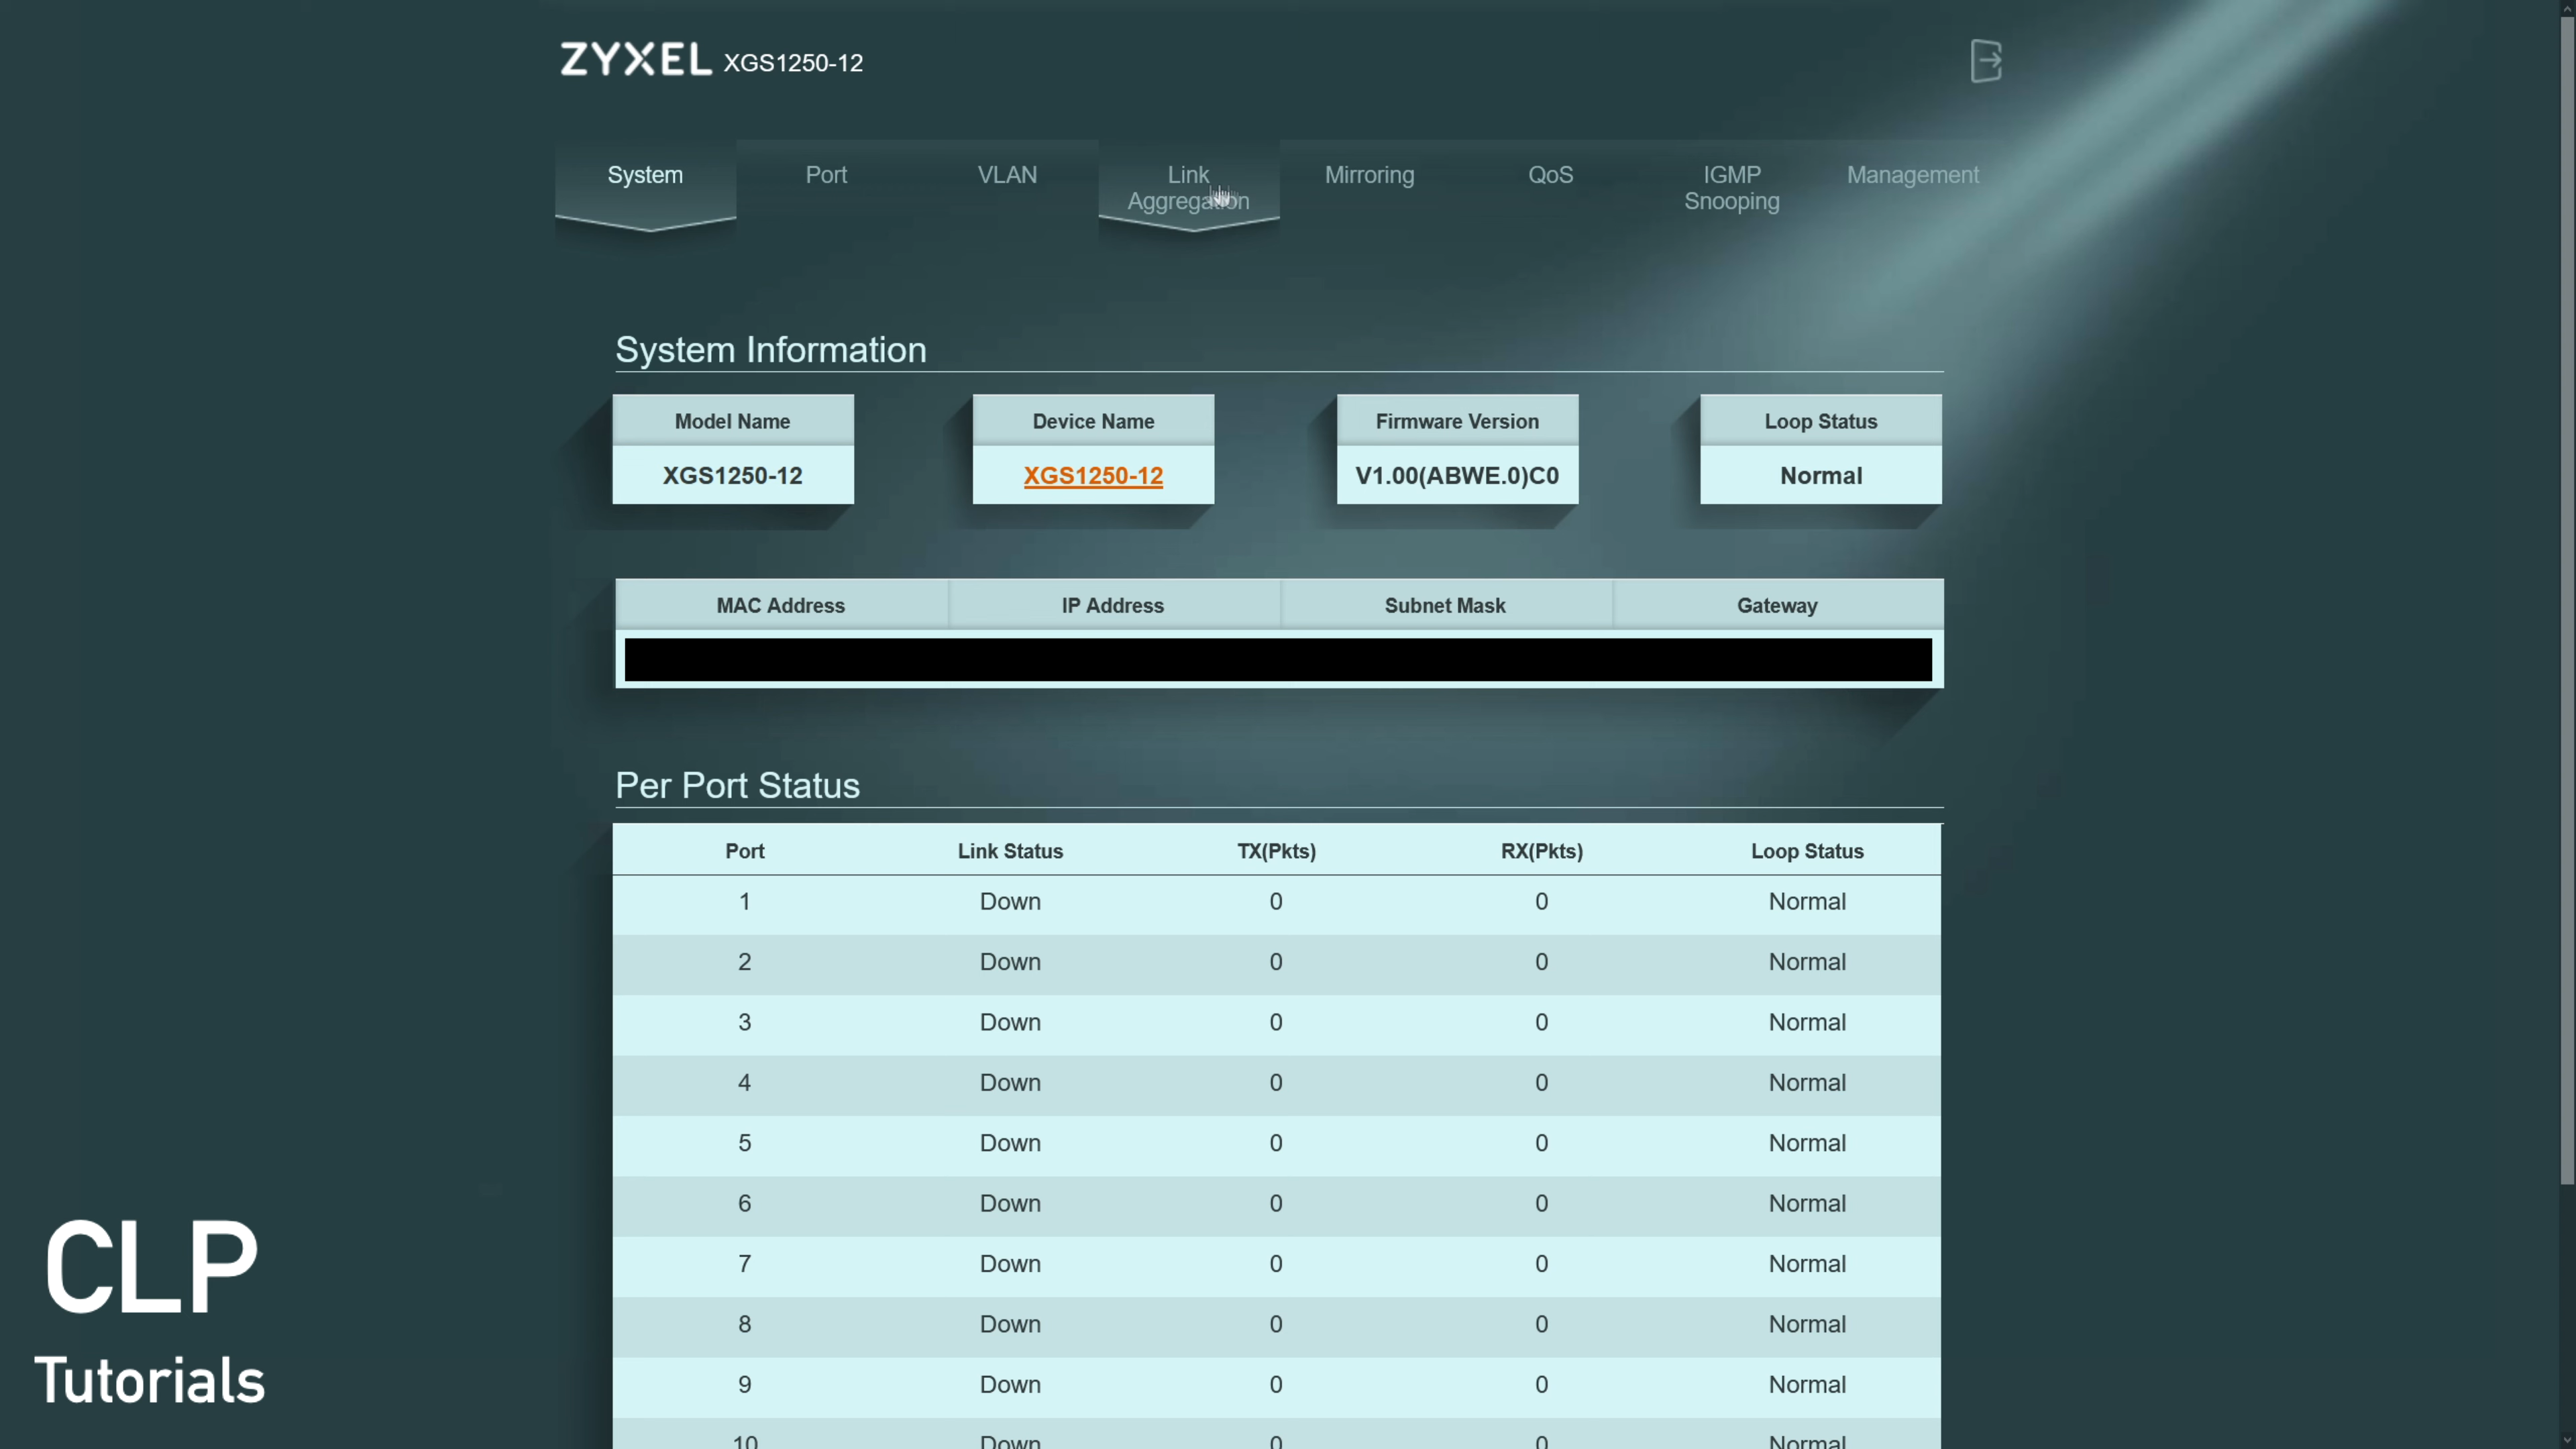 ZYXEL XGS1250-12
System Port VLAN Link Aggregation Mirroring QoS IGMP Snooping Management
System Information
Model Name Device Name Firmware Version Loop Status
XGS1250-12 XGS1250-12 V1.00(ABWE.0)C0 Normal
MAC Address IP Address Subnet Mask Gateway
Per Port Status
Port Link Status TX(Pkts) RX(Pkts) Loop Status
1 Down 0 0 Normal
2 Down 0 0 Normal
3 Down 0 0 Normal
4 Down 0 0 Normal
5 Down 0 0 Normal
6 Down 0 0 Normal
7 Down 0 0 Normal
8 Down 0 0 Normal
9 Down 0 0 Normal
10 Down 0 0 Normal
CLP
Tutorials